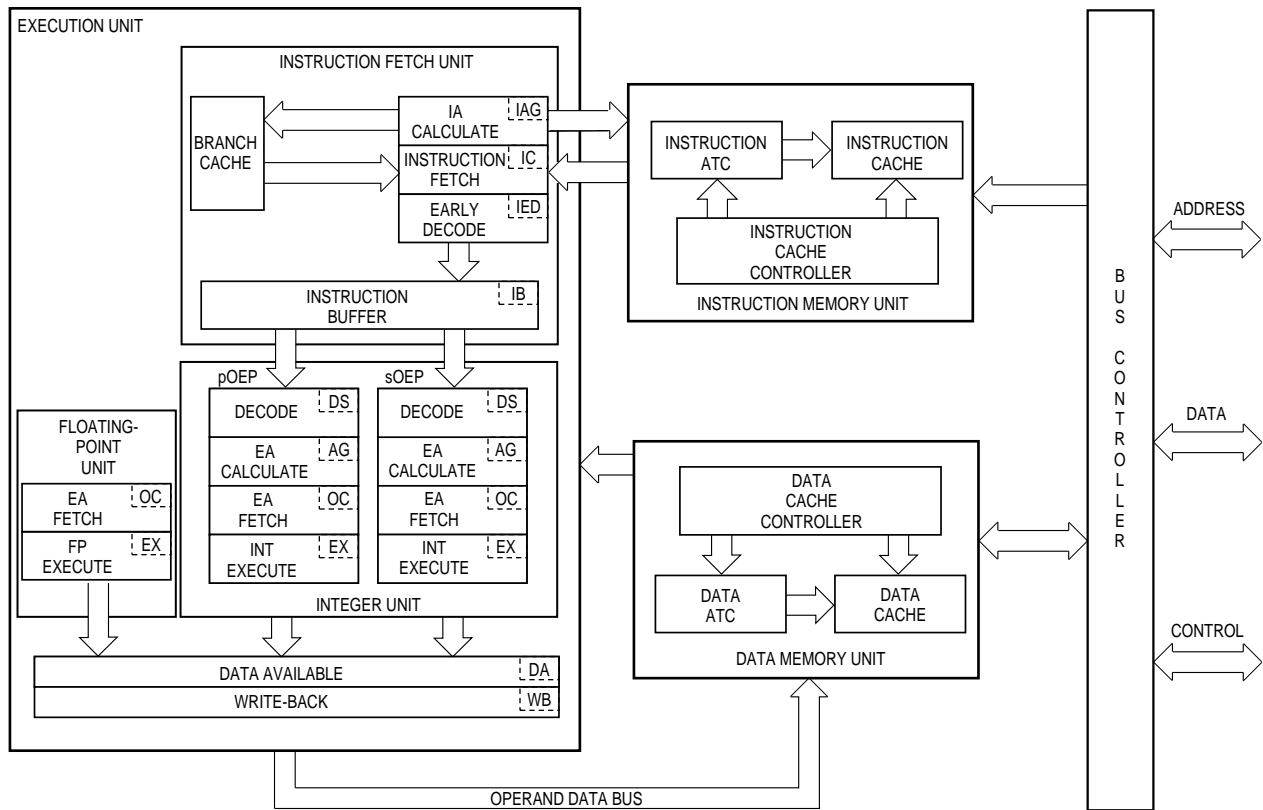 EXECUTION UNIT
INSTRUCTION FETCH UNIT
BRANCH
CACHE
IA
CALCULATE
IAG
INSTRUCTION
FETCH
IC
EARLY
DECODE
IED
INSTRUCTION
BUFFER
IB
pOEP
sOEP
DECODE
DS
EA
CALCULATE
AG
EA
FETCH
OC
INT
EXECUTE
EX
DECODE
DS
EA
CALCULATE
AG
EA
FETCH
OC
INT
EXECUTE
EX
INTEGER UNIT
FLOATING-
POINT
UNIT
EA
FETCH
OC
FP
EXECUTE
EX
DATA AVAILABLE
DA
WRITE-BACK
WB
INSTRUCTION
ATC
INSTRUCTION
CACHE
INSTRUCTION
CACHE
CONTROLLER
INSTRUCTION MEMORY UNIT
DATA
CACHE
CONTROLLER
DATA
ATC
DATA
CACHE
DATA MEMORY UNIT
OPERAND DATA BUS
BUS CONTROLLER
ADDRESS
DATA
CONTROL